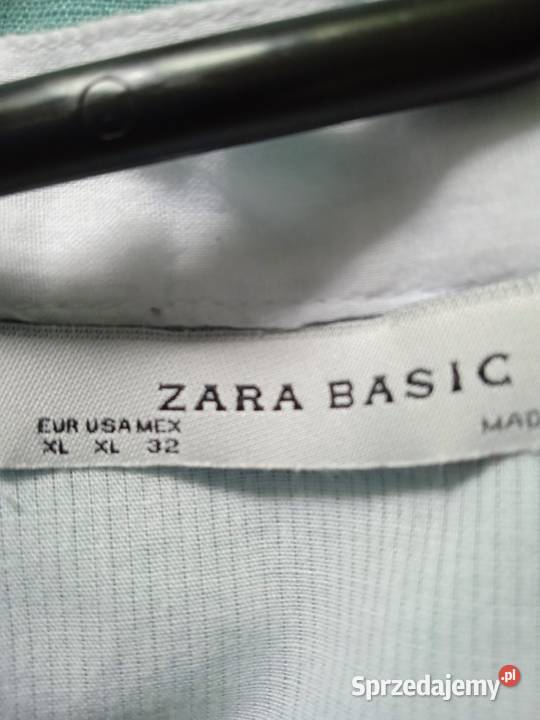 ZARA BASIC
EUR USA MEX
XL XL 32
MAD
Sprzedajemy.pl